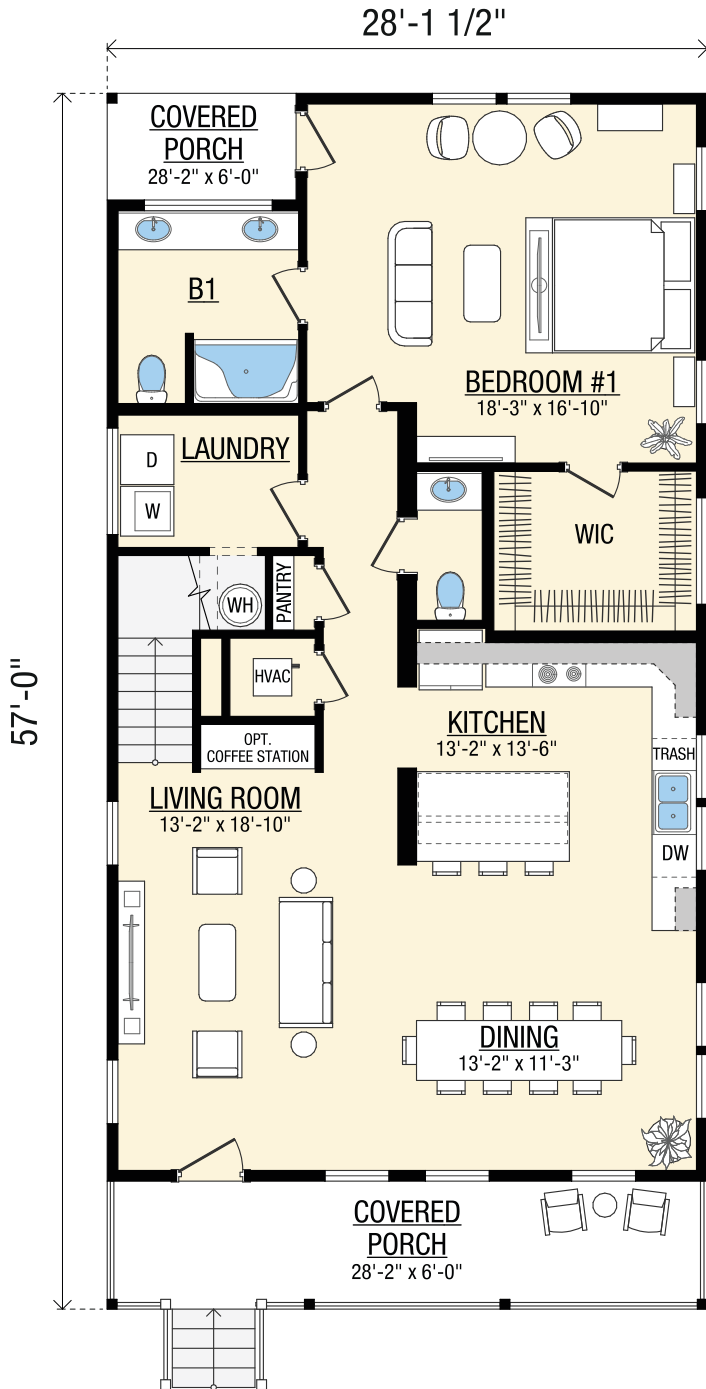 28'-1 1/2"
COVERED
PORCH
28'-2" x 6'-0"
B1
BEDROOM #1
18'-3" x 16'-10"
LAUNDRY
D
W
WIC
WH
PANTRY
57'-0"
HVAC
KITCHEN
13'-2" x 13'-6"
OPT.
COFFEE STATION
TRASH
LIVING ROOM
13'-2" x 18'-10"
DW
DINING
13'-2" x 11'-3"
COVERED
PORCH
28'-2" x 6'-0"